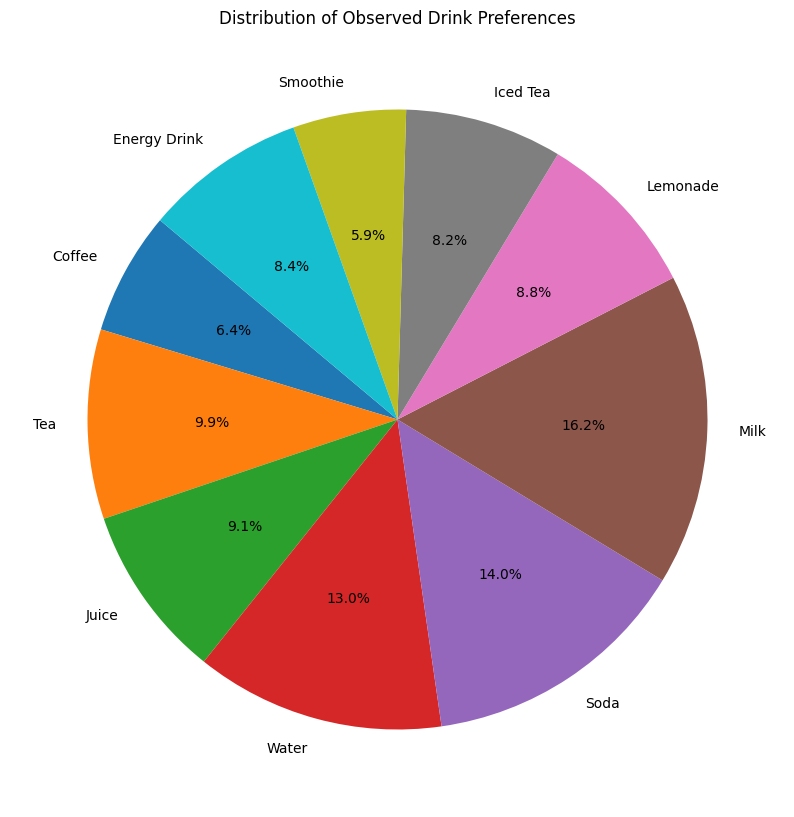 Distribution of Observed Drink Preferences
Smoothie
Iced Tea
Energy Drink
Lemonade
Coffee
Tea
Milk
Juice
Soda
Water
5.9%
8.2%
8.4%
8.8%
6.4%
9.9%
16.2%
9.1%
14.0%
13.0%